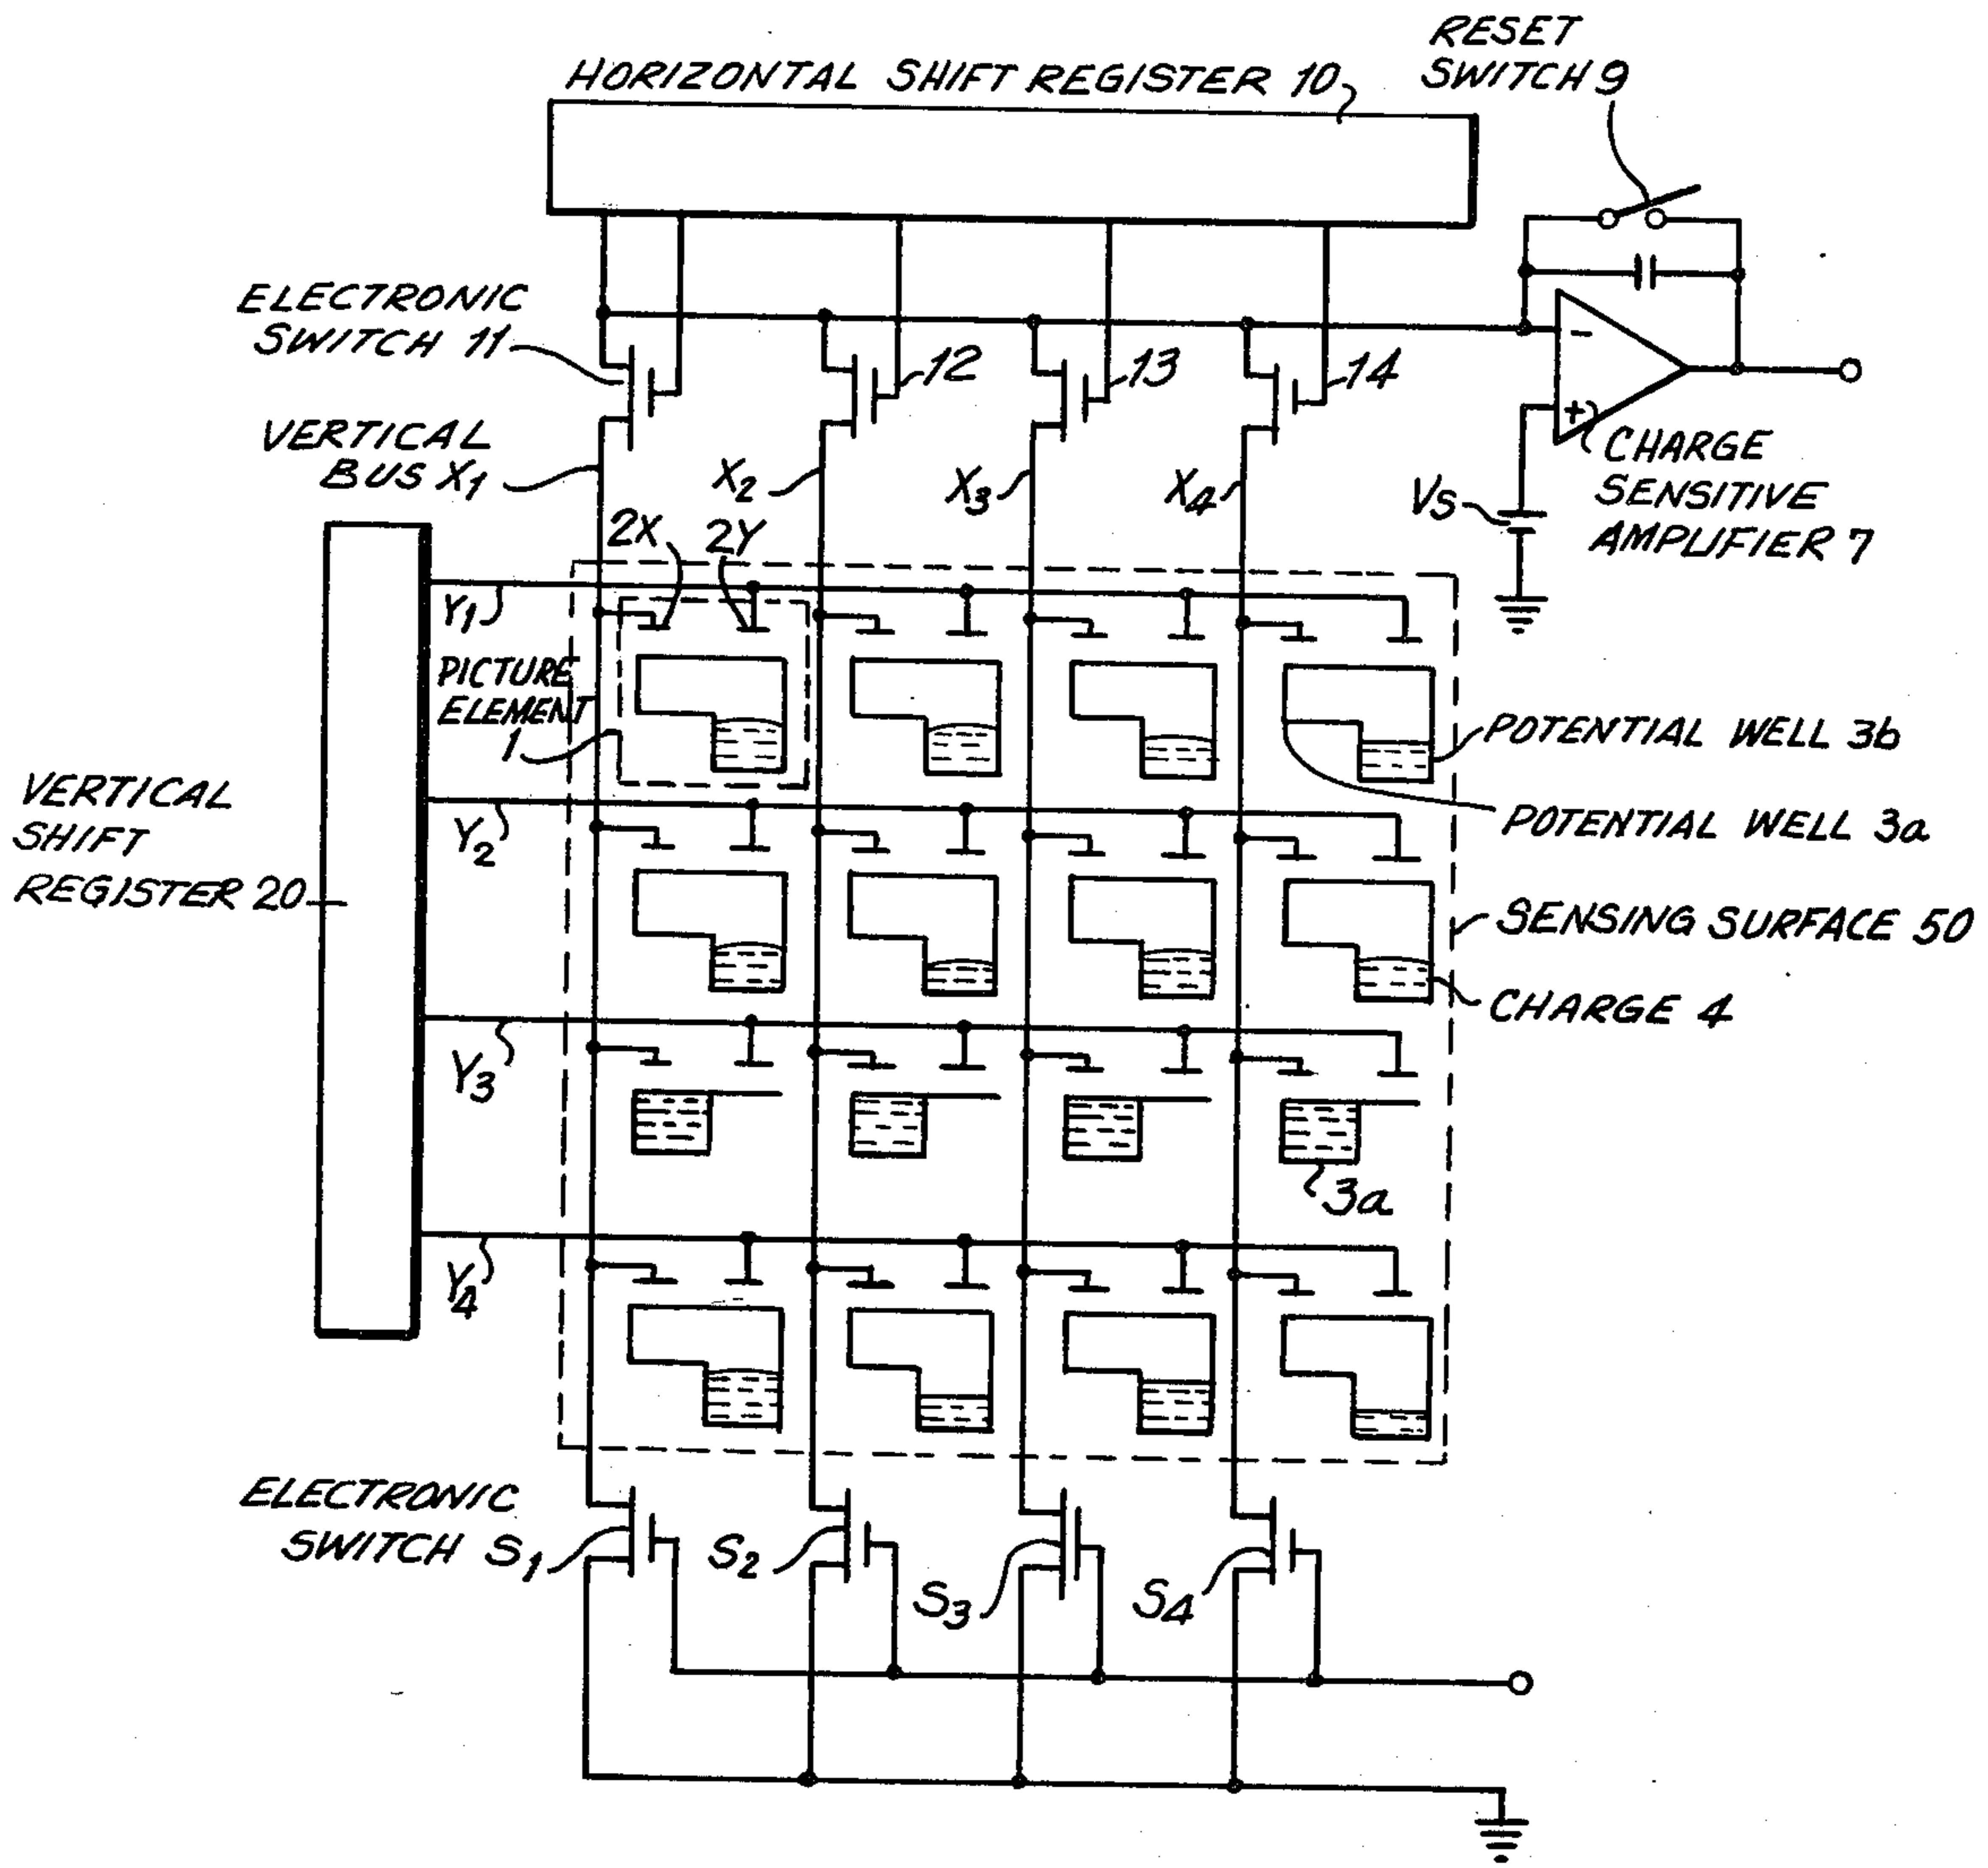 RESET
SWITCH 9
HORIZONTAL SHIFT REGISTER 10
ELECTRONIC
SWITCH 11
12
13
14
-
+
VERTICAL
BUS X1
X2
X3
X4
VS
CHARGE
SENSITIVE
AMPLIFIER 7
2X
2Y
Y1
PICTURE
ELEMENT
1
POTENTIAL WELL 3b
VERTICAL
SHIFT
REGISTER 20
Y2
POTENTIAL WELL 3a
SENSING SURFACE 50
CHARGE 4
Y3
3a
Y4
ELECTRONIC
SWITCH S1
S2
S3
S4